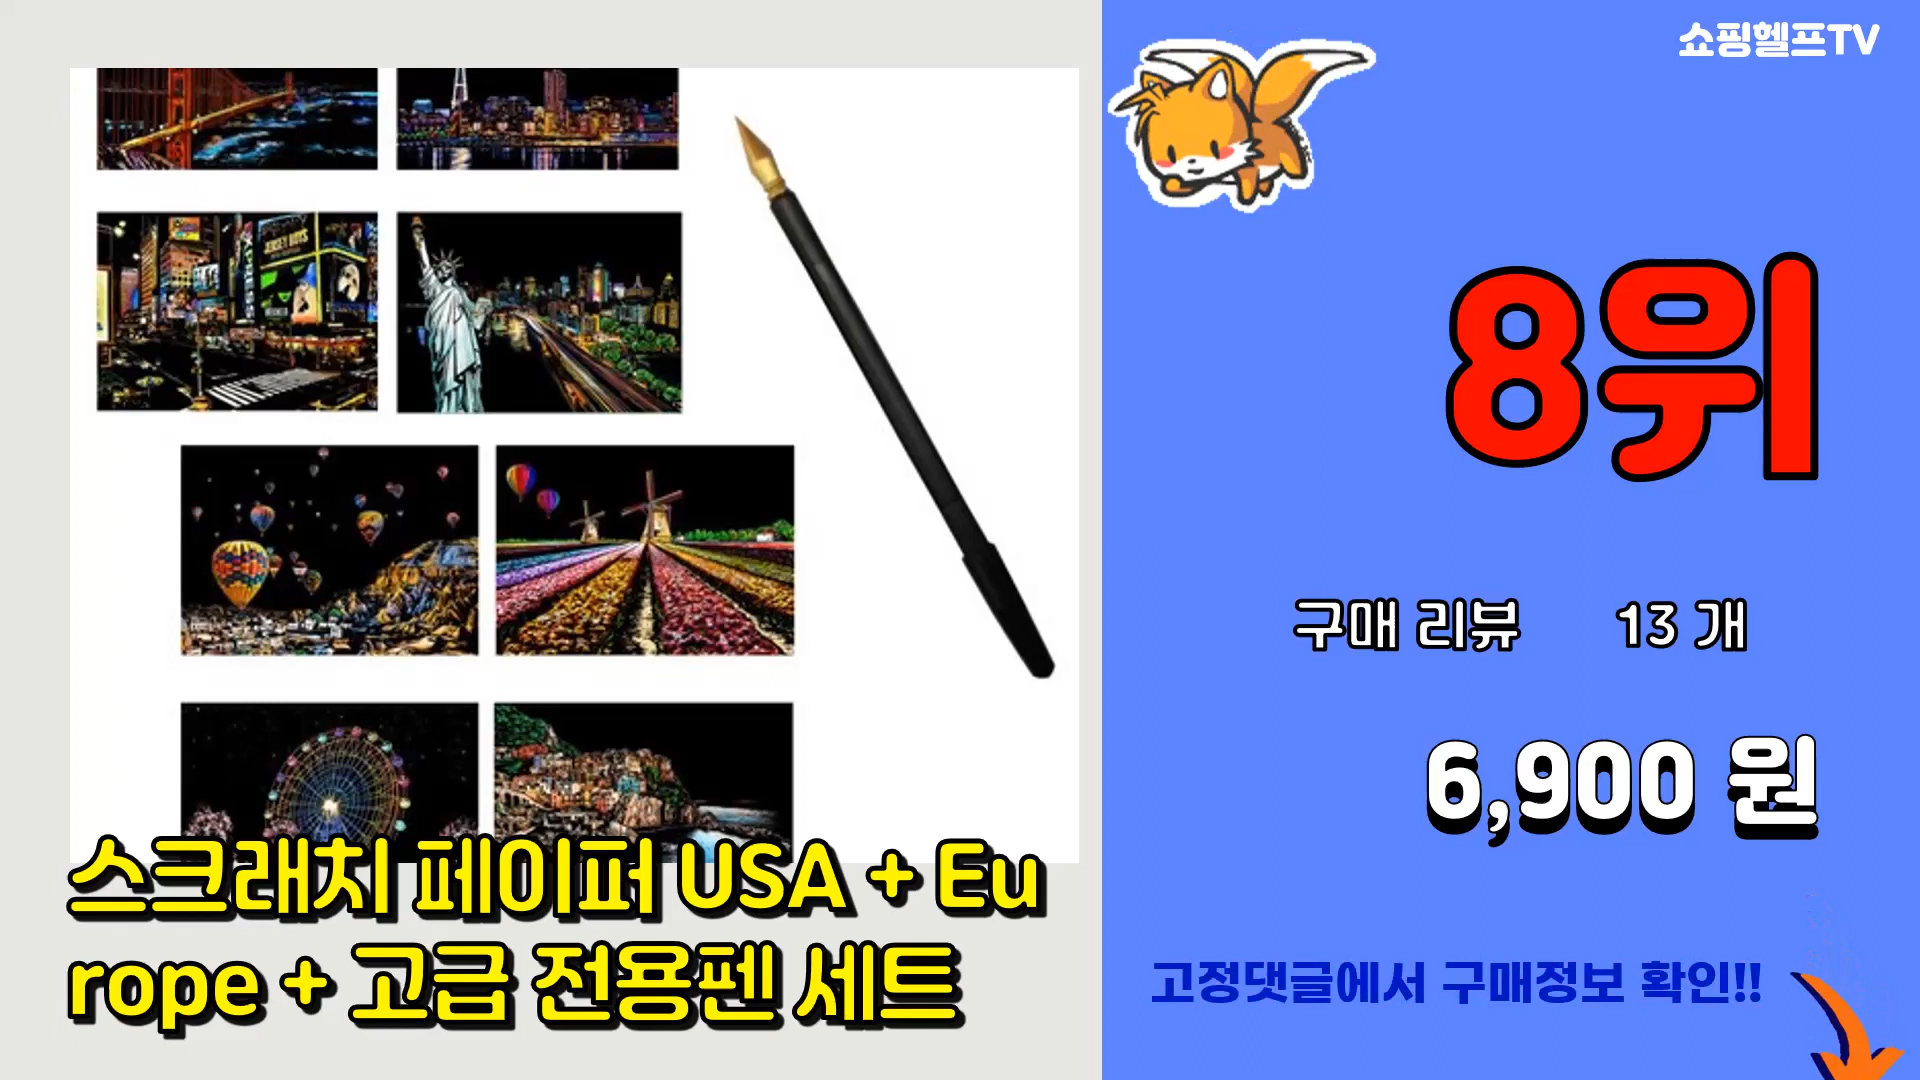 쇼핑헬프TV
8위
구매 리뷰 13 개
6,900 원
스크래치 페이퍼 USA + Eu
rope + 고급 전용펜 세트
고정댓글에서 구매정보 확인!!
JERSEY BOYS